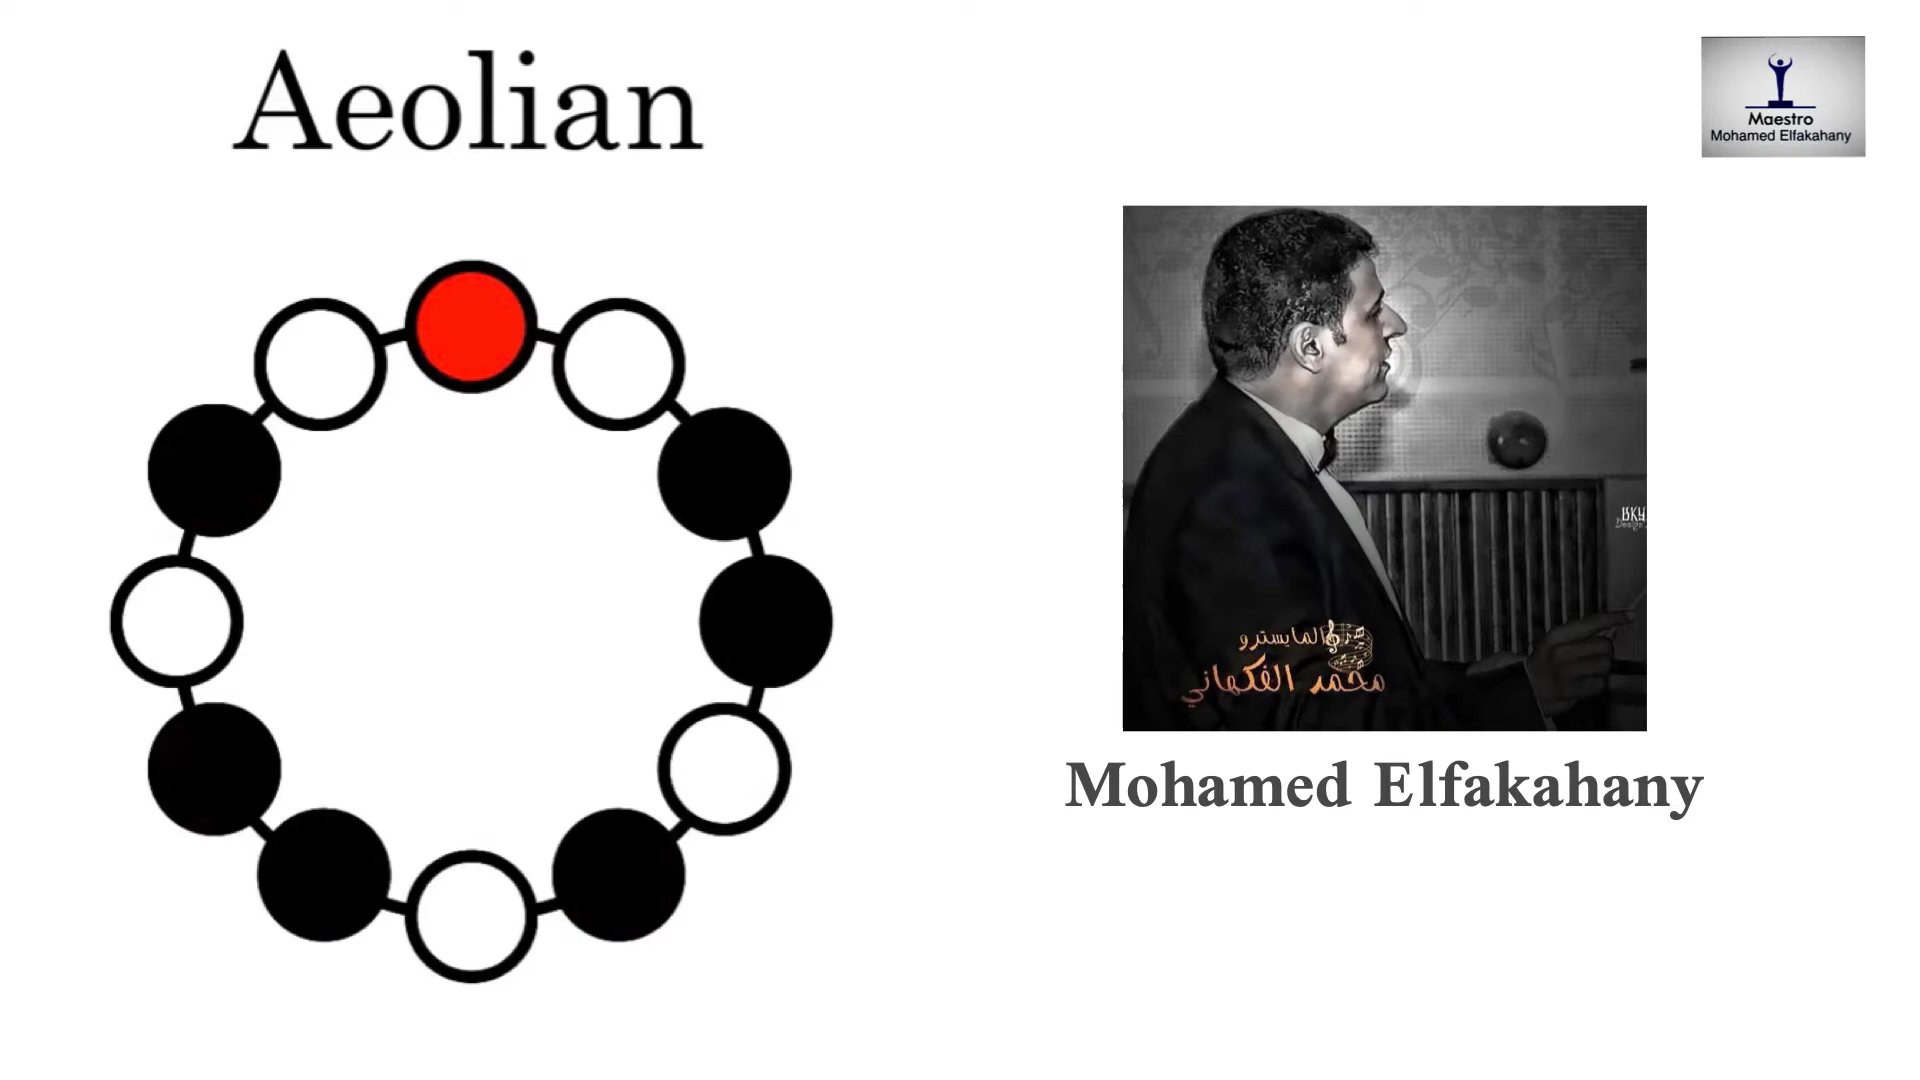 Aeolian
Maestro
Mohamed Elfakahany
المايسترو
محمد الفكهاني
Mohamed Elfakahany